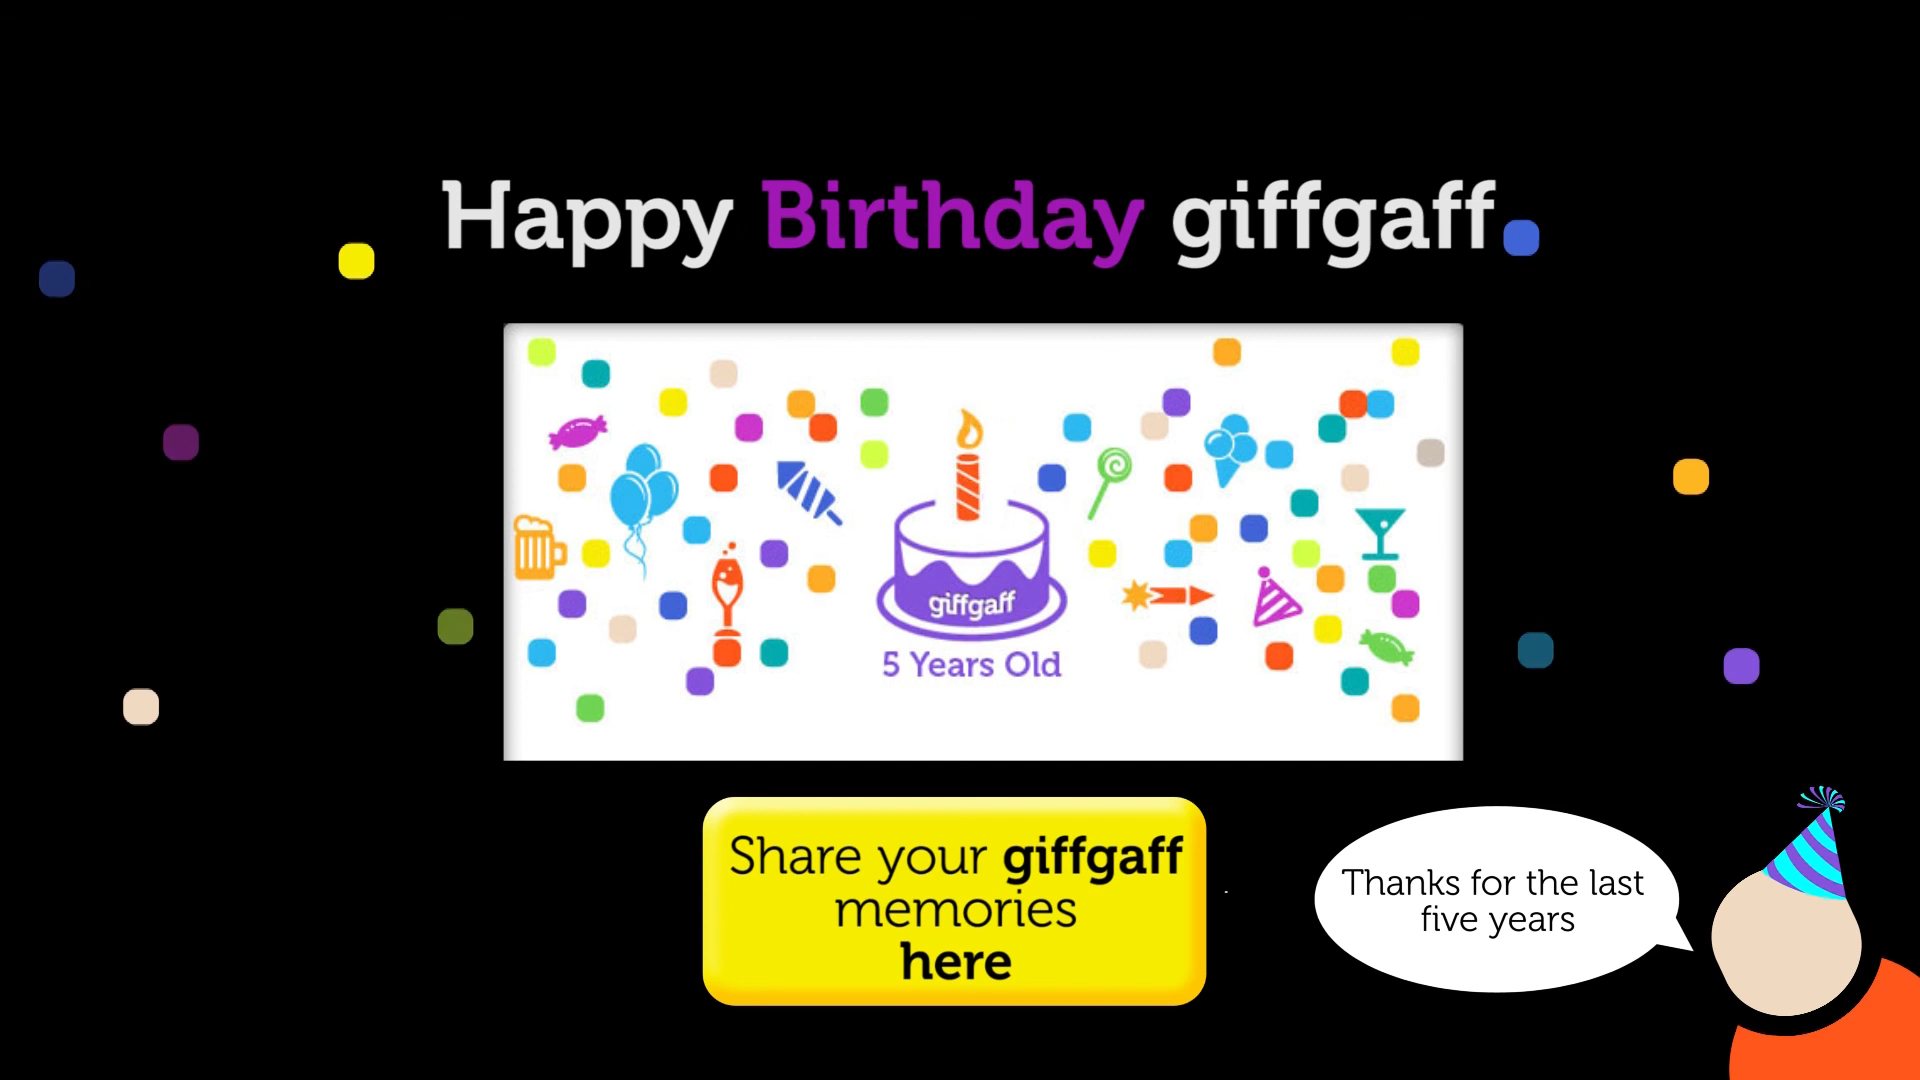 Happy Birthday giffgaff
giffgaff
5 Years Old
Share your giffgaff
memories
here
Thanks for the last
five years